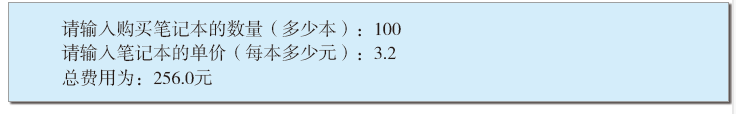 请输入购买笔记本的数量（多少本）：100
请输入笔记本的单价（每本多少元）：3.2
总费用为：256.0元